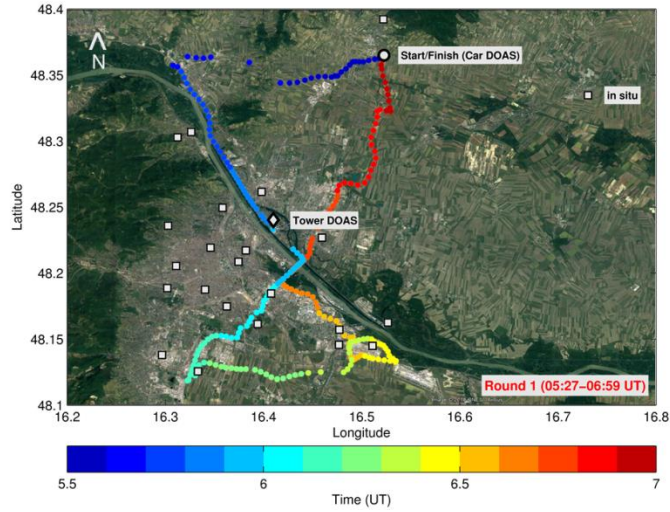 48.4
48.35
48.3
48.25
48.2
48.15
48.1
Latitude
N
Start/Finish (Car DOAS)
in situ
Tower DOAS
Round 1 (05:27−06:59 UT)
16.2 16.3 16.4 16.5 16.6 16.7 16.8
Longitude
5.5 6 6.5 7
Time (UT)